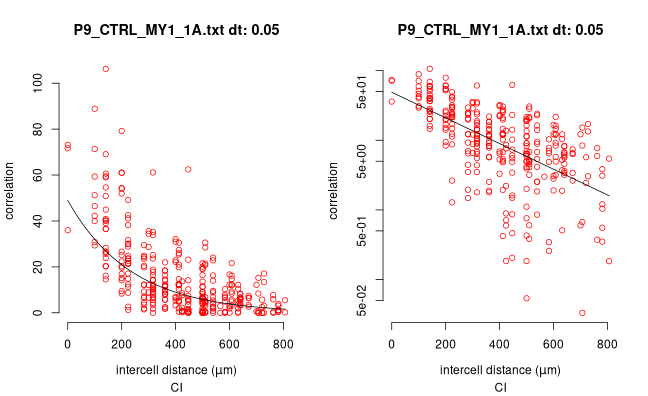 P9_CTRL_MY1_1A.txt dt: 0.05
correlation
100
80
60
40
20
0
0 200 400 600 800
intercell distance (µm)
CI
P9_CTRL_MY1_1A.txt dt: 0.05
correlation
5e+01
5e+00
5e-01
5e-02
0 200 400 600 800
intercell distance (µm)
CI